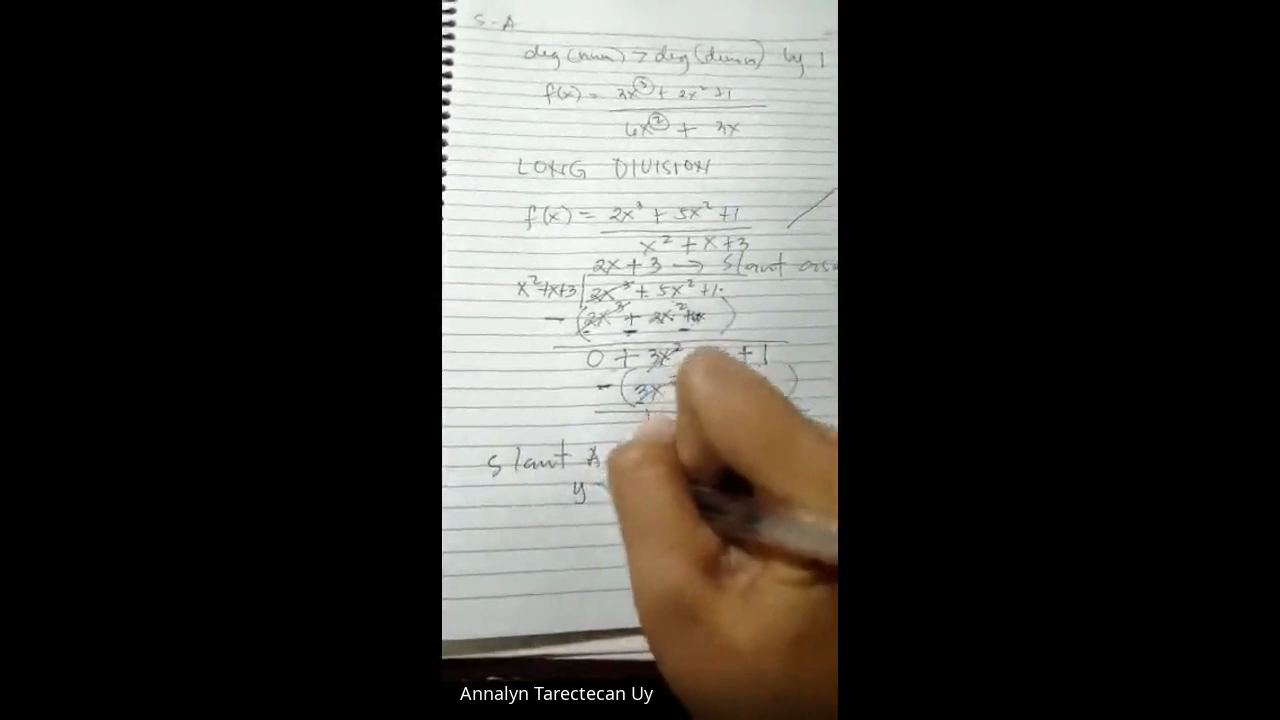 S-A
deg(num) > deg(denom) by 1
f(x) = 3x³ + 2x² + 1
6x² + 3x
LONG DIVISION
f(x) = 2x³ + 5x² + 1
x² + x + 3
2x + 3 → Slant
x² + x + 3 2x³ + 5x² + 1
- (2x³ + 2x² + )
0 + 3x² + 1
- (3x )
Slant A
y
Annalyn Tarectecan Uy